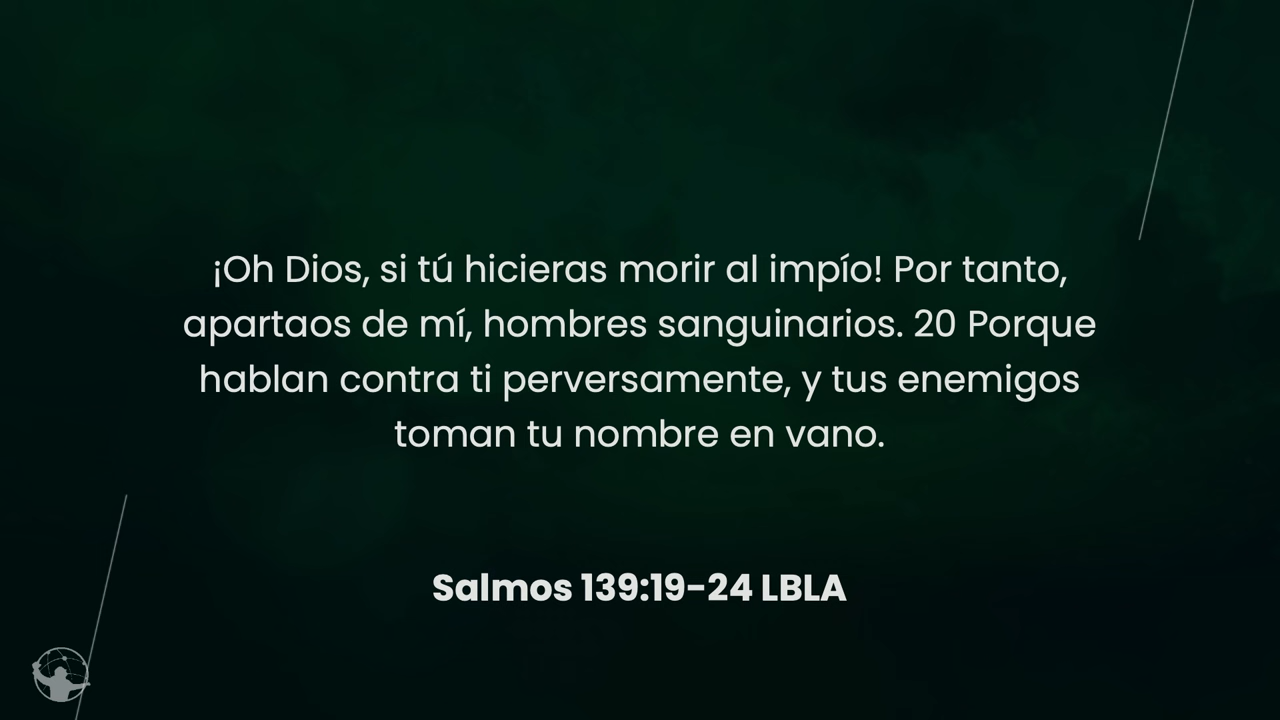 ¡Oh Dios, si tú hicieras morir al impío! Por tanto,
apartaos de mí, hombres sanguinarios. 20 Porque
hablan contra ti perversamente, y tus enemigos
toman tu nombre en vano.
Salmos 139:19-24 LBLA